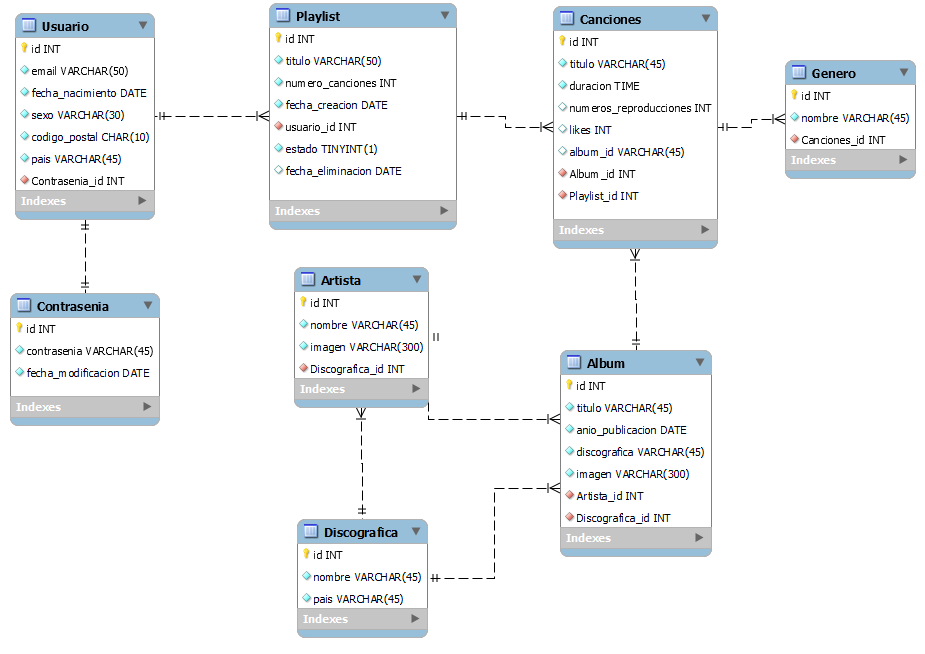 Usuario
id INT
email VARCHAR(50)
fecha_nacimiento DATE
sexo VARCHAR(30)
codigo_postal CHAR(10)
pais VARCHAR(45)
Contrasenia_id INT
Indexes
Playlist
id INT
titulo VARCHAR(50)
numero_canciones INT
fecha_creacion DATE
usuario_id INT
estado TINYINT(1)
fecha_eliminacion DATE
Indexes
Canciones
id INT
titulo VARCHAR(45)
duracion TIME
numeros_reproducciones INT
likes INT
album_id VARCHAR(45)
Album_id INT
Playlist_id INT
Indexes
Genero
id INT
nombre VARCHAR(45)
Canciones_id INT
Indexes
Contrasenia
id INT
contrasenia VARCHAR(45)
fecha_modificacion DATE
Indexes
Artista
id INT
nombre VARCHAR(45)
imagen VARCHAR(300)
Discografica_id INT
Indexes
Album
id INT
titulo VARCHAR(45)
anio_publicacion DATE
discografica VARCHAR(45)
imagen VARCHAR(300)
Artista_id INT
Discografica_id INT
Indexes
Discografica
id INT
nombre VARCHAR(45)
pais VARCHAR(45)
Indexes